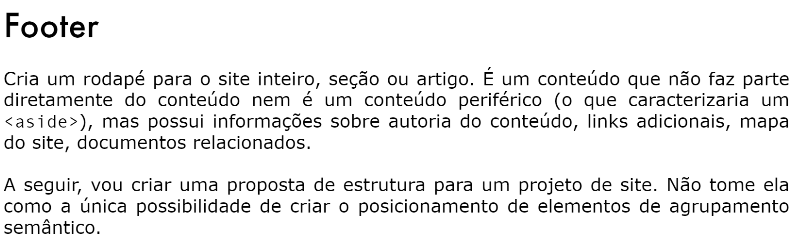 Footer
Cria um rodapé para o site inteiro, seção ou artigo. É um conteúdo que não faz parte
diretamente do conteúdo nem é um conteúdo periférico (o que caracterizaria um
<aside>), mas possui informações sobre autoria do conteúdo, links adicionais, mapa
do site, documentos relacionados.
A seguir, vou criar uma proposta de estrutura para um projeto de site. Não tome ela
como a única possibilidade de criar o posicionamento de elementos de agrupamento
semântico.